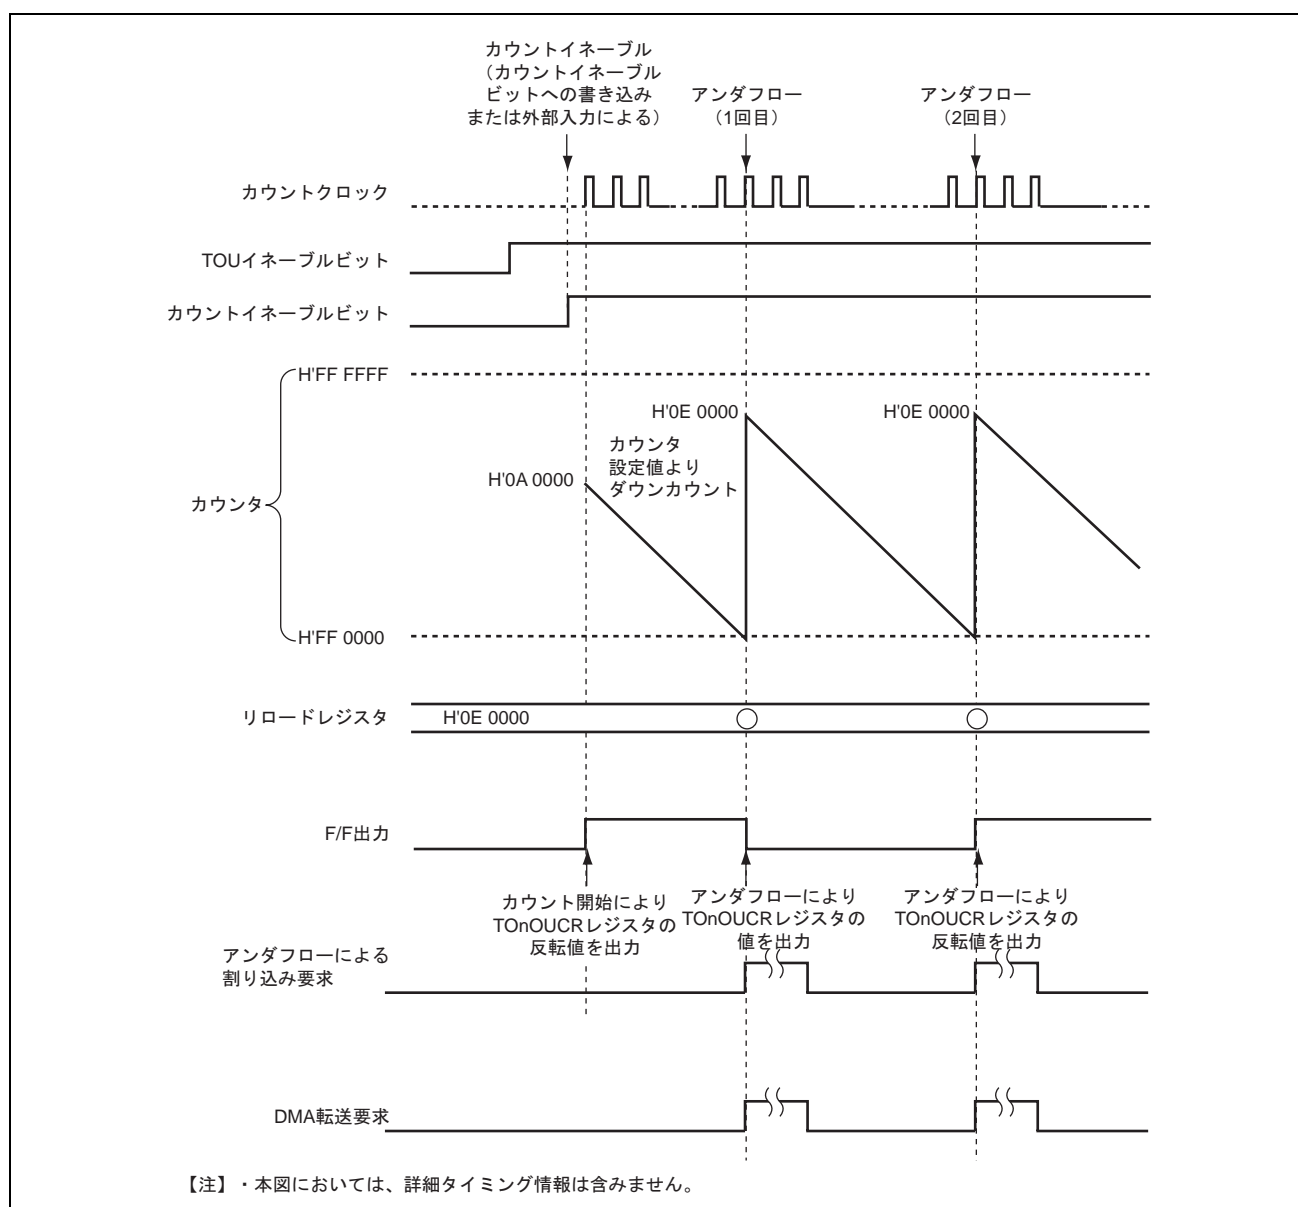 カウントイネーブル
（カウントイネーブル
ビットへの書き込み
または外部入力による）
アンダフロー
（1回目）
アンダフロー
（2回目）
カウントクロック
TOUイネーブルビット
カウントイネーブルビット
H'FF FFFF
H'0E 0000
H'0E 0000
カウンタ
設定値より
ダウンカウント
H'0A 0000
カウンタ
H'FF 0000
リロードレジスタ
H'0E 0000
F/F出力
カウント開始により
TOnOUCRレジスタの
反転値を出力
アンダフローにより
TOnOUCRレジスタの
値を出力
アンダフローにより
TOnOUCRレジスタの
反転値を出力
アンダフローによる
割り込み要求
DMA転送要求
【注】・本図においては、詳細タイミング情報は含みません。